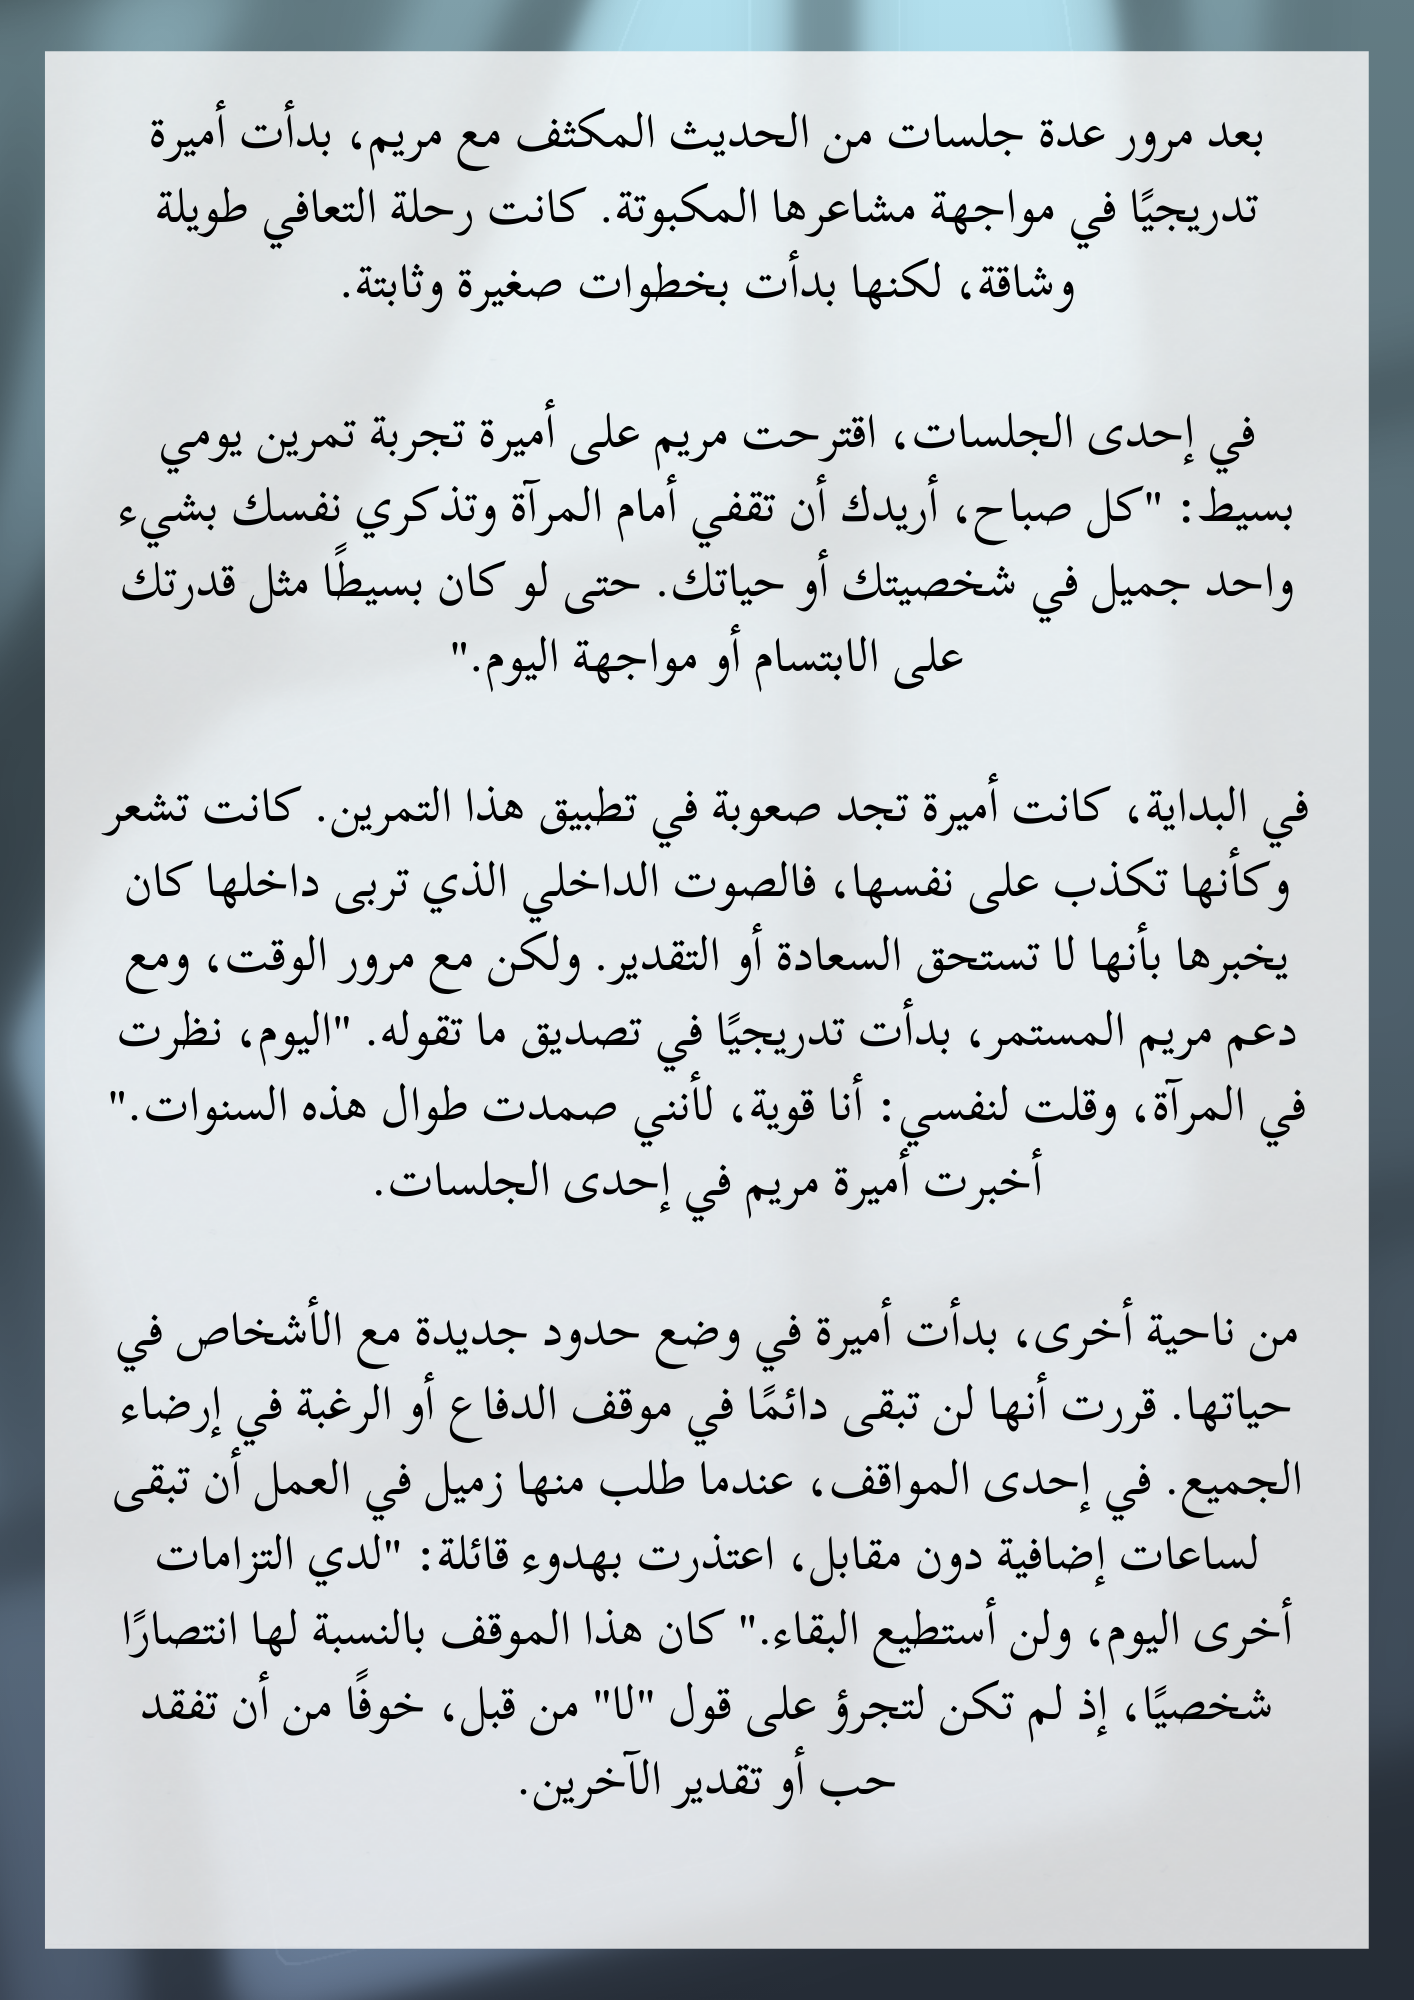 بعد مرور عدة جلسات من الحديث المكثف مع مريم، بدأت أميرة
تدريجيًا في مواجهة مشاعرها المكبوتة. كانت رحلة التعافي طويلة
وشاقة، لكنها بدأت بخطوات صغيرة وثابتة.
في إحدى الجلسات، اقترحت مريم على أميرة تجربة تمرين يومي
بسيط: "كل صباح، أريدك أن تقفي أمام المرآة وتذكري نفسك بشيء
واحد جميل في شخصيتك أو حياتك. حتى لو كان بسيطًا مثل قدرتك
على الابتسام أو مواجهة اليوم."
في البداية، كانت أميرة تجد صعوبة في تطبيق هذا التمرين. كانت تشعر
وكأنها تكذب على نفسها، فالصوت الداخلي الذي تربى داخلها كان
يخبرها بأنها لا تستحق السعادة أو التقدير. ولكن مع مرور الوقت، ومع
دعم مريم المستمر، بدأت تدريجيًا في تصديق ما تقوله. "اليوم، نظرت
في المرآة، وقلت لنفسي: أنا قوية، لأنني صمدت طوال هذه السنوات."
أخبرت أميرة مريم في إحدى الجلسات.
من ناحية أخرى، بدأت أميرة في وضع حدود جديدة مع الأشخاص في
حياتها. قررت أنها لن تبقى دائمًا في موقف الدفاع أو الرغبة في إرضاء
الجميع. في إحدى المواقف، عندما طلب منها زميل في العمل أن تبقى
لساعات إضافية دون مقابل، اعتذرت بهدوء قائلة: "لدي التزامات
أخرى اليوم، ولن أستطيع البقاء." كان هذا الموقف بالنسبة لها انتصارًا
شخصيًا، إذ لم تكن لتجرؤ على قول "لا" من قبل، خوفًا من أن تفقد
حب أو تقدير الآخرين.